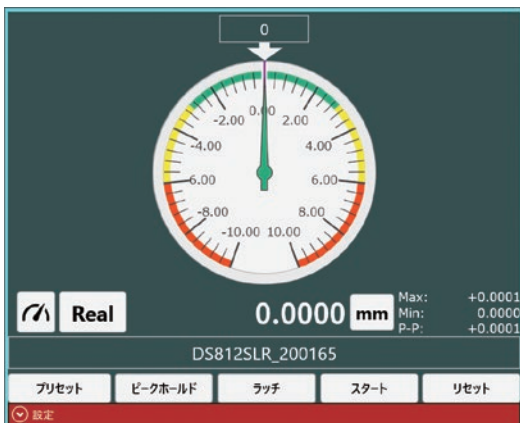 0
0.00
-2.00 2.00
-4.00 4.00
-6.00 6.00
-8.00 8.00
-10.00 10.00
Real 0.0000 mm
Max: +0.0001
Min: 0.0000
P-P: +0.0001
DS812SLR_200165
プリセット ピークホールド ラッチ スタート リセット
設定